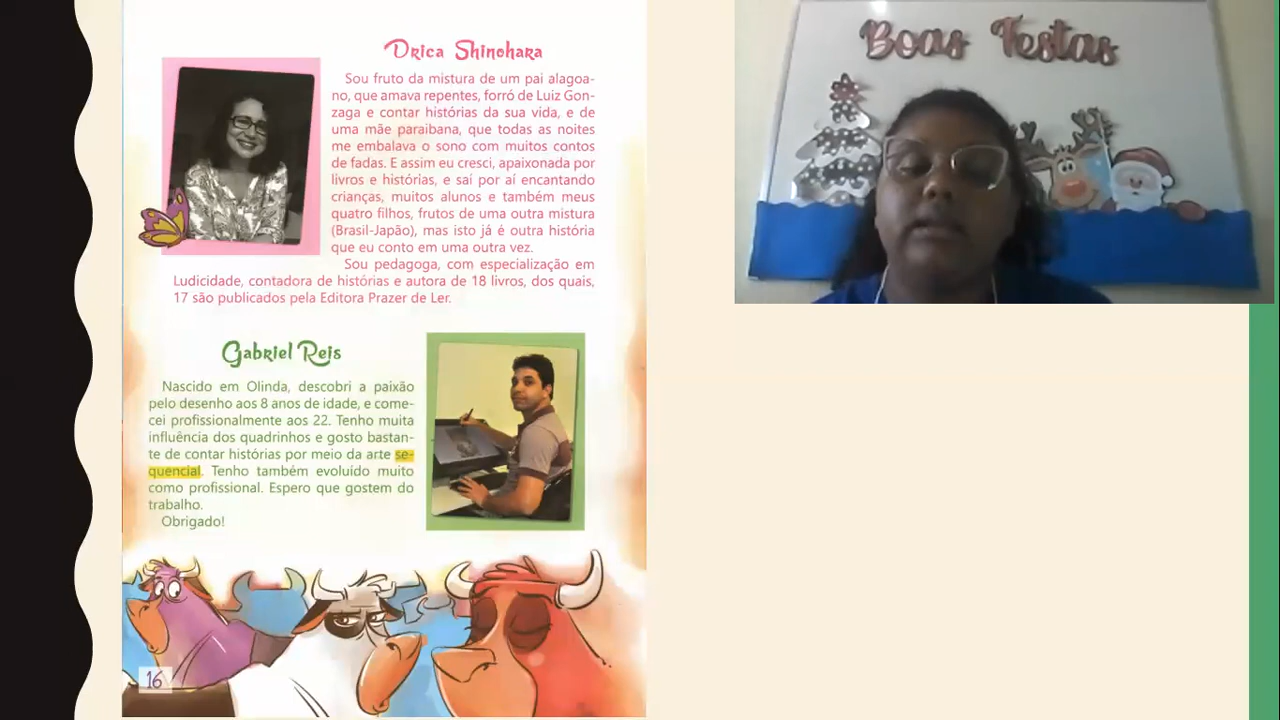 Drica Shinohara
Sou fruto da mistura de um pai alagoa-
no, que amava repentes, forró de Luiz Gon-
zaga e contar histórias da sua vida, e de
uma mãe paraibana, que todas as noites
me embalava o sono com muitos contos
de fadas. E assim eu cresci, apaixonada por
livros e histórias, e saí por aí encantando
crianças, muitos alunos e também meus
quatro filhos, frutos de uma outra mistura
(Brasil-Japão), mas isto já é outra história
que eu conto em uma outra vez.
Sou pedagoga, com especialização em
Ludicidade, contadora de histórias e autora de 18 livros, dos quais,
17 são publicados pela Editora Prazer de Ler.
Gabriel Reis
Nascido em Olinda, descobri a paixão
pelo desenho aos 8 anos de idade, e come-
cei profissionalmente aos 22. Tenho muita
influência dos quadrinhos e gosto bastan-
te de contar histórias por meio da arte se-
quencial. Tenho também evoluído muito
como profissional. Espero que gostem do
trabalho.
Obrigado!
16
Boas Festas